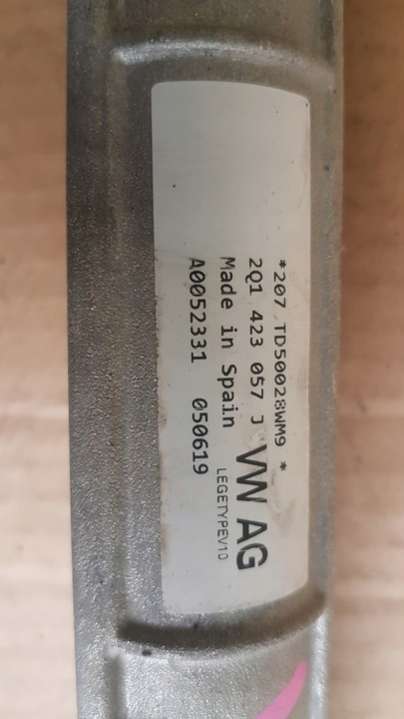 *207 TD50028WM9 *
2Q1 423 057 J
Made in Spain
A0052331 050619
VW AG
LEGETYPEV10